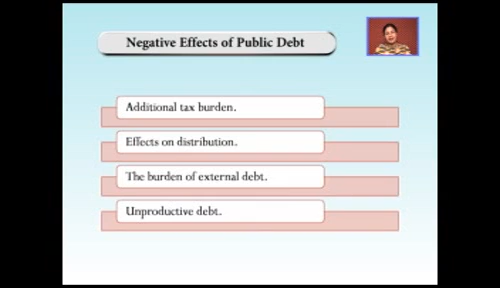 Negative Effects of Public Debt
Additional tax burden.
Effects on distribution.
The burden of external debt.
Unproductive debt.